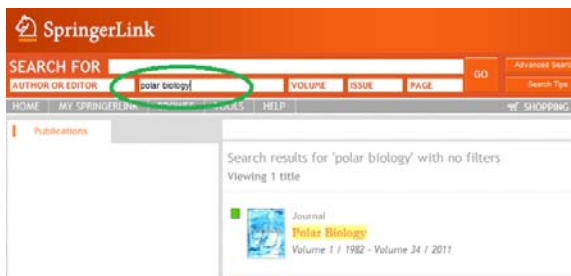 SpringerLink
SEARCH FOR
GO
Advanced Search
AUTHOR OR EDITOR polar biology VOLUME ISSUE PAGE
Search Tips
HOME MY SPRINGERLINK BROWSE TOOLS HELP
SHOPPING
Publications
Search results for 'polar biology' with no filters
Viewing 1 title
Journal
Polar Biology
Volume 1 / 1982 - Volume 34 / 2011